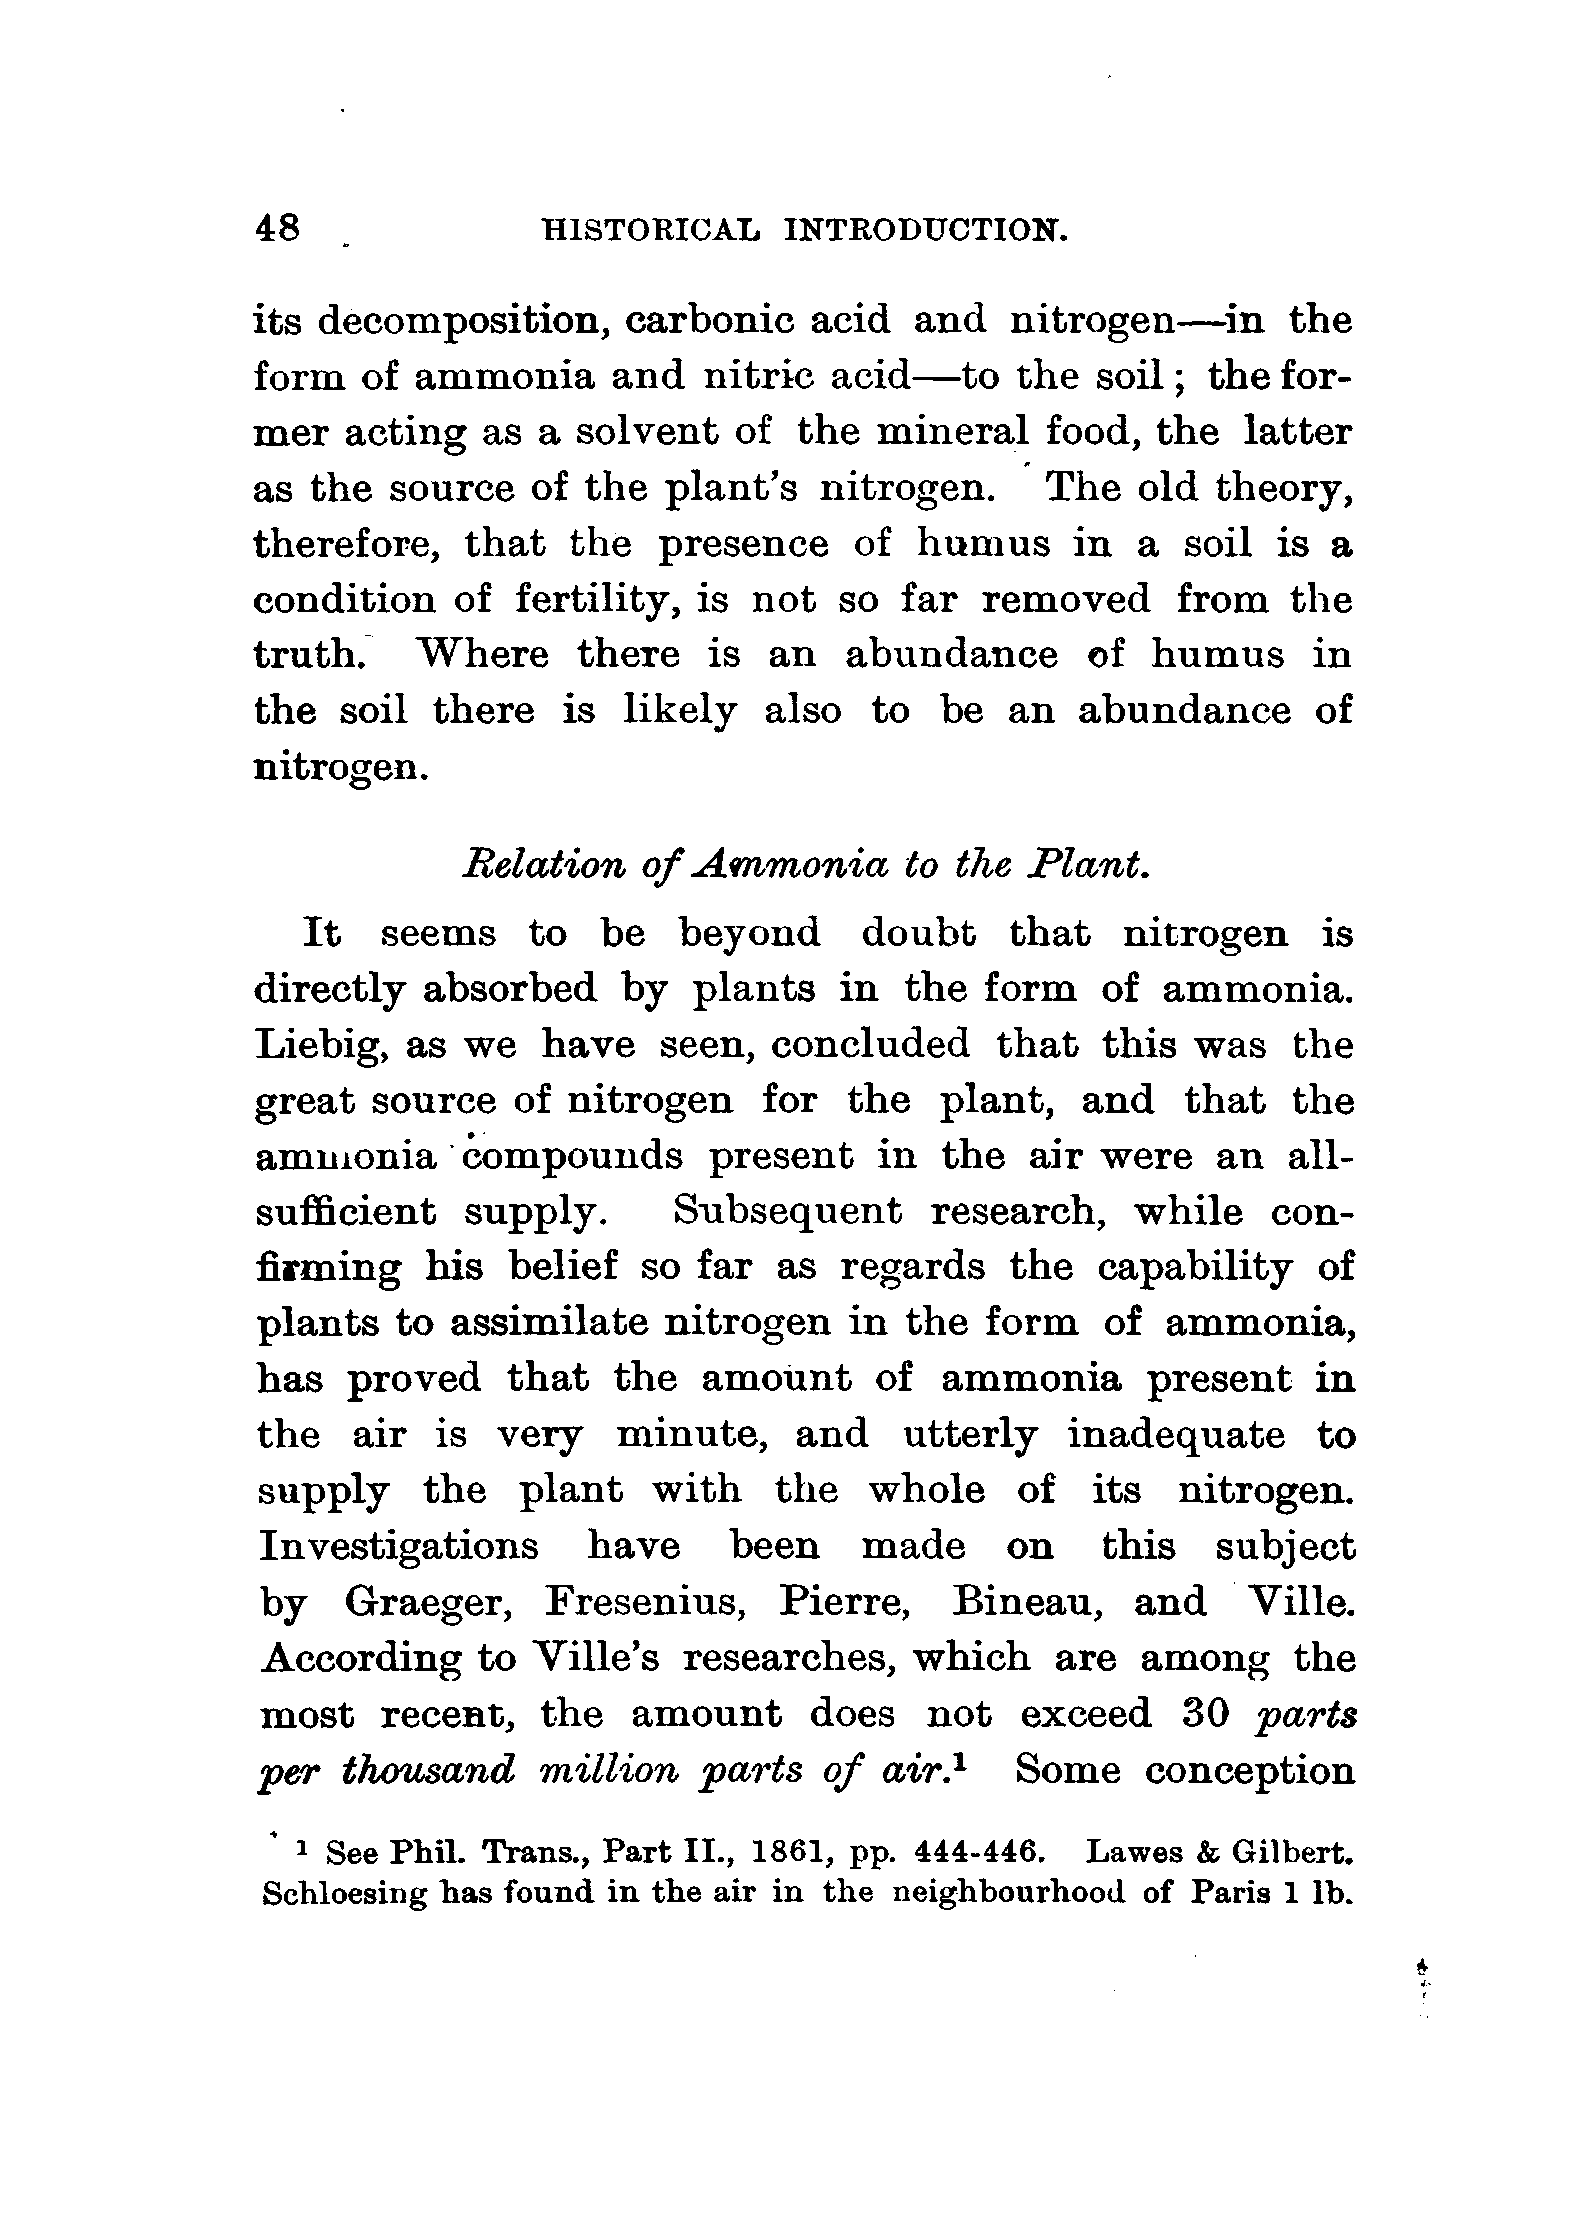 48 HISTORICAL INTRODUCTION.
its decomposition, carbonic acid and nitrogen—in the
form of ammonia and nitric acid—to the soil; the for-
mer acting as a solvent of the mineral food, the latter
as the source of the plant's nitrogen. The old theory,
therefore, that the presence of humus in a soil is a
condition of fertility, is not so far removed from the
truth. Where there is an abundance of humus in
the soil there is likely also to be an abundance of
nitrogen.
Relation of Ammonia to the Plant.
It seems to be beyond doubt that nitrogen is
directly absorbed by plants in the form of ammonia.
Liebig, as we have seen, concluded that this was the
great source of nitrogen for the plant, and that the
ammonia compounds present in the air were an all-
sufficient supply. Subsequent research, while con-
firming his belief so far as regards the capability of
plants to assimilate nitrogen in the form of ammonia,
has proved that the amount of ammonia present in
the air is very minute, and utterly inadequate to
supply the plant with the whole of its nitrogen.
Investigations have been made on this subject
by Graeger, Fresenius, Pierre, Bineau, and Ville.
According to Ville's researches, which are among the
most recent, the amount does not exceed 30 parts
per thousand million parts of air.¹ Some conception
¹ See Phil. Trans., Part II., 1861, pp. 444-446. Lawes & Gilbert.
Schloesing has found in the air in the neighbourhood of Paris 1 lb.